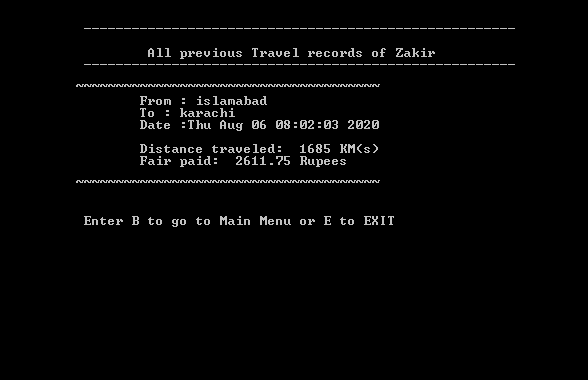 ------------------------------------------------------
All previous Travel records of Zakir
------------------------------------------------------
~~~~~~~~~~~~~~~~~~~~~~~~~~~~~~~~~~~~~~
From : islamabad
To : karachi
Date :Thu Aug 06 08:02:03 2020
Distance traveled:  1685 KM(s)
Fair paid:  2611.75 Rupees
~~~~~~~~~~~~~~~~~~~~~~~~~~~~~~~~~~~~~~
Enter B to go to Main Menu or E to EXIT